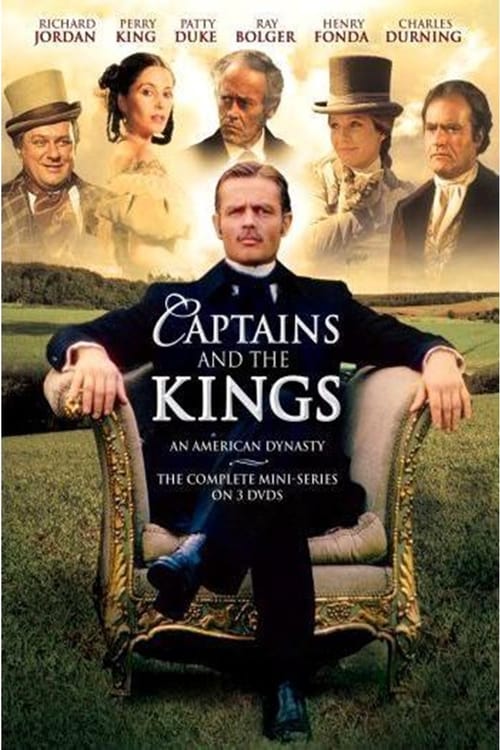 RICHARD PERRY PATTY RAY HENRY CHARLES
JORDAN KING DUKE BOLGER FONDA DURNING
CAPTAINS
AND THE
KINGS
AN AMERICAN DYNASTY
THE COMPLETE MINI-SERIES
ON 3 DVDS